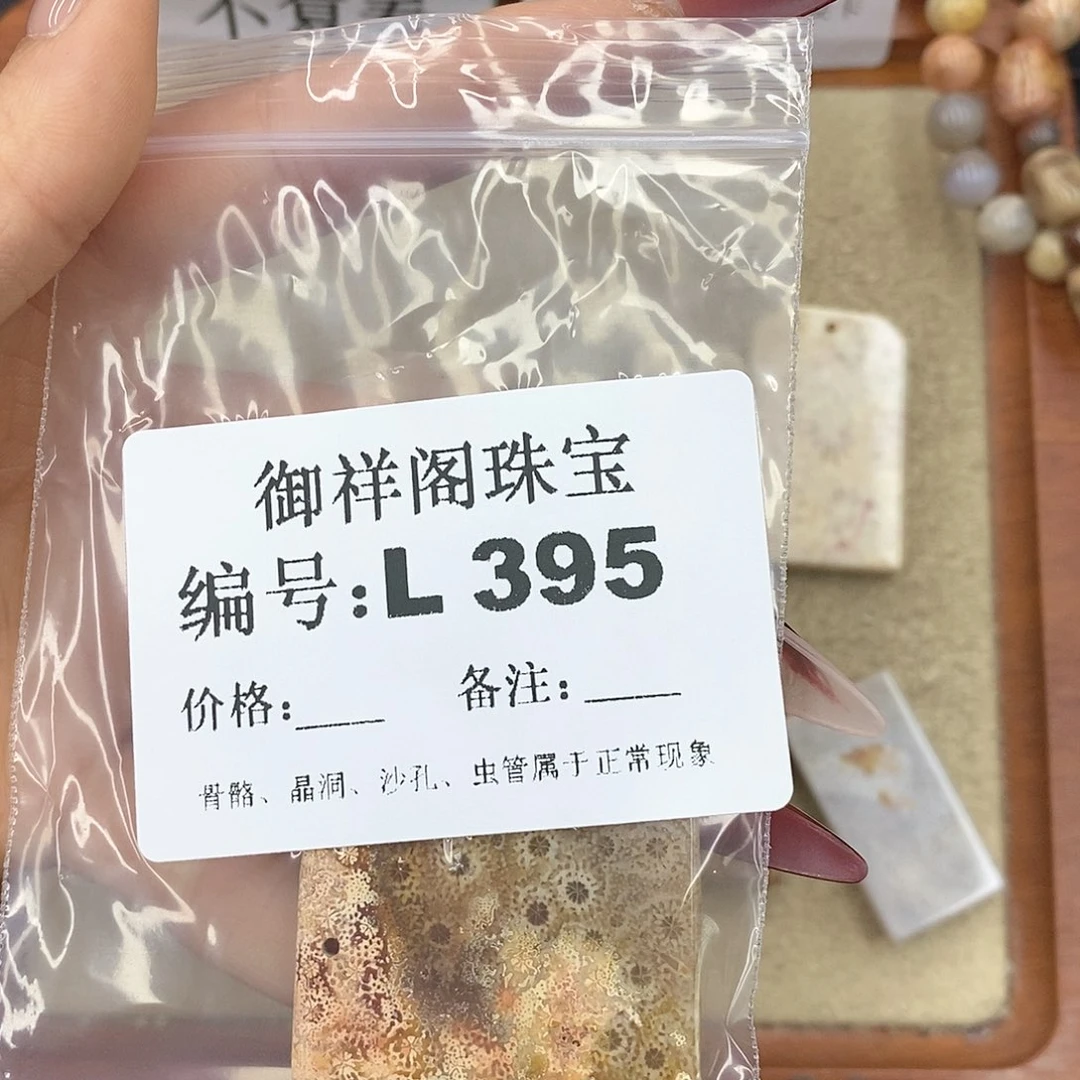 御祥阁珠宝
编号:L 395
价格:____ 备注:____
骨骼、晶洞、沙孔、虫管属于正常现象